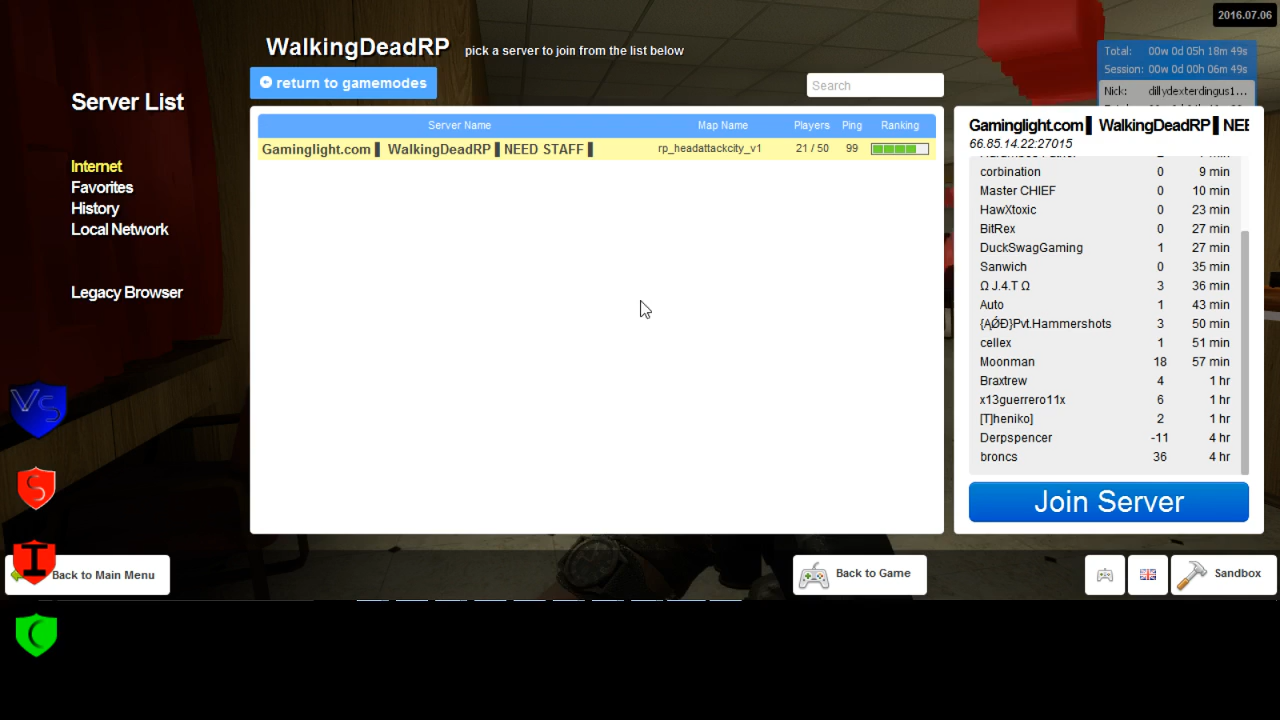 2016.07.06
WalkingDeadRP pick a server to join from the list below
Total: 00w 0d 05h 18m 49s
Session: 00w 0d 00h 06m 49s
Nick: dillydexterdingus1...
return to gamemodes
Search
Server List
Internet
Favorites
History
Local Network
Legacy Browser
Server Name Map Name Players Ping Ranking
Gaminglight.com ▌ WalkingDeadRP ▌NEED STAFF ▌ rp_headattackcity_v1 21 / 50 99
Gaminglight.com ▌ WalkingDeadRP ▌NEE
66.85.14.22:27015
corbination 0 9 min
Master CHIEF 0 10 min
HawXtoxic 0 23 min
BitRex 0 27 min
DuckSwagGaming 1 27 min
Sanwich 0 35 min
Ω J.4.T Ω 3 36 min
Auto 1 43 min
{ĄǾĐ}Pvt.Hammershots 3 50 min
cellex 1 51 min
Moonman 18 57 min
Braxtrew 4 1 hr
x13guerrero11x 6 1 hr
[T]heniko] 2 1 hr
Derpspencer -11 4 hr
broncs 36 4 hr
Join Server
VS
S
I
C
Back to Main Menu
Back to Game
Sandbox